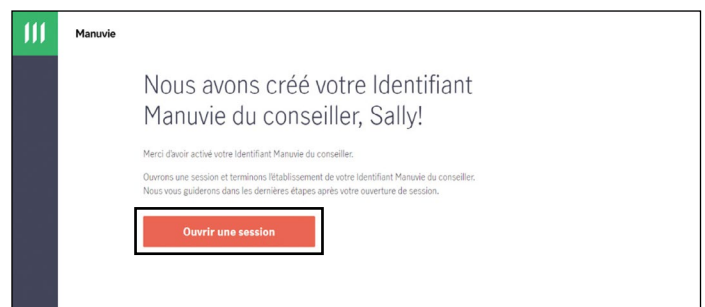 Manuvie
Nous avons créé votre Identifiant
Manuvie du conseiller, Sally!
Merci d'avoir activé votre Identifiant Manuvie du conseiller.
Ouvrons une session et terminons l'établissement de votre Identifiant Manuvie du conseiller.
Nous vous guiderons dans les dernières étapes après votre ouverture de session.
Ouvrir une session